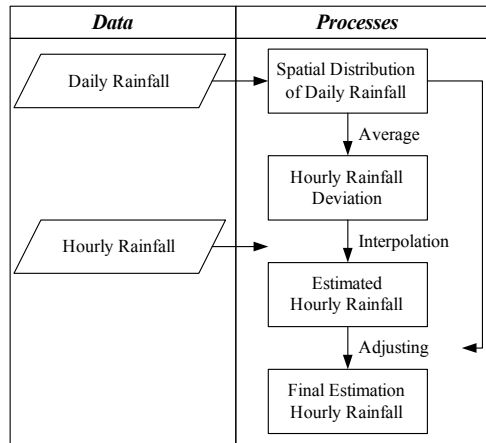 Data
Processes
Daily Rainfall
Spatial Distribution
of Daily Rainfall
Average
Hourly Rainfall
Deviation
Hourly Rainfall
Interpolation
Estimated
Hourly Rainfall
Adjusting
Final Estimation
Hourly Rainfall